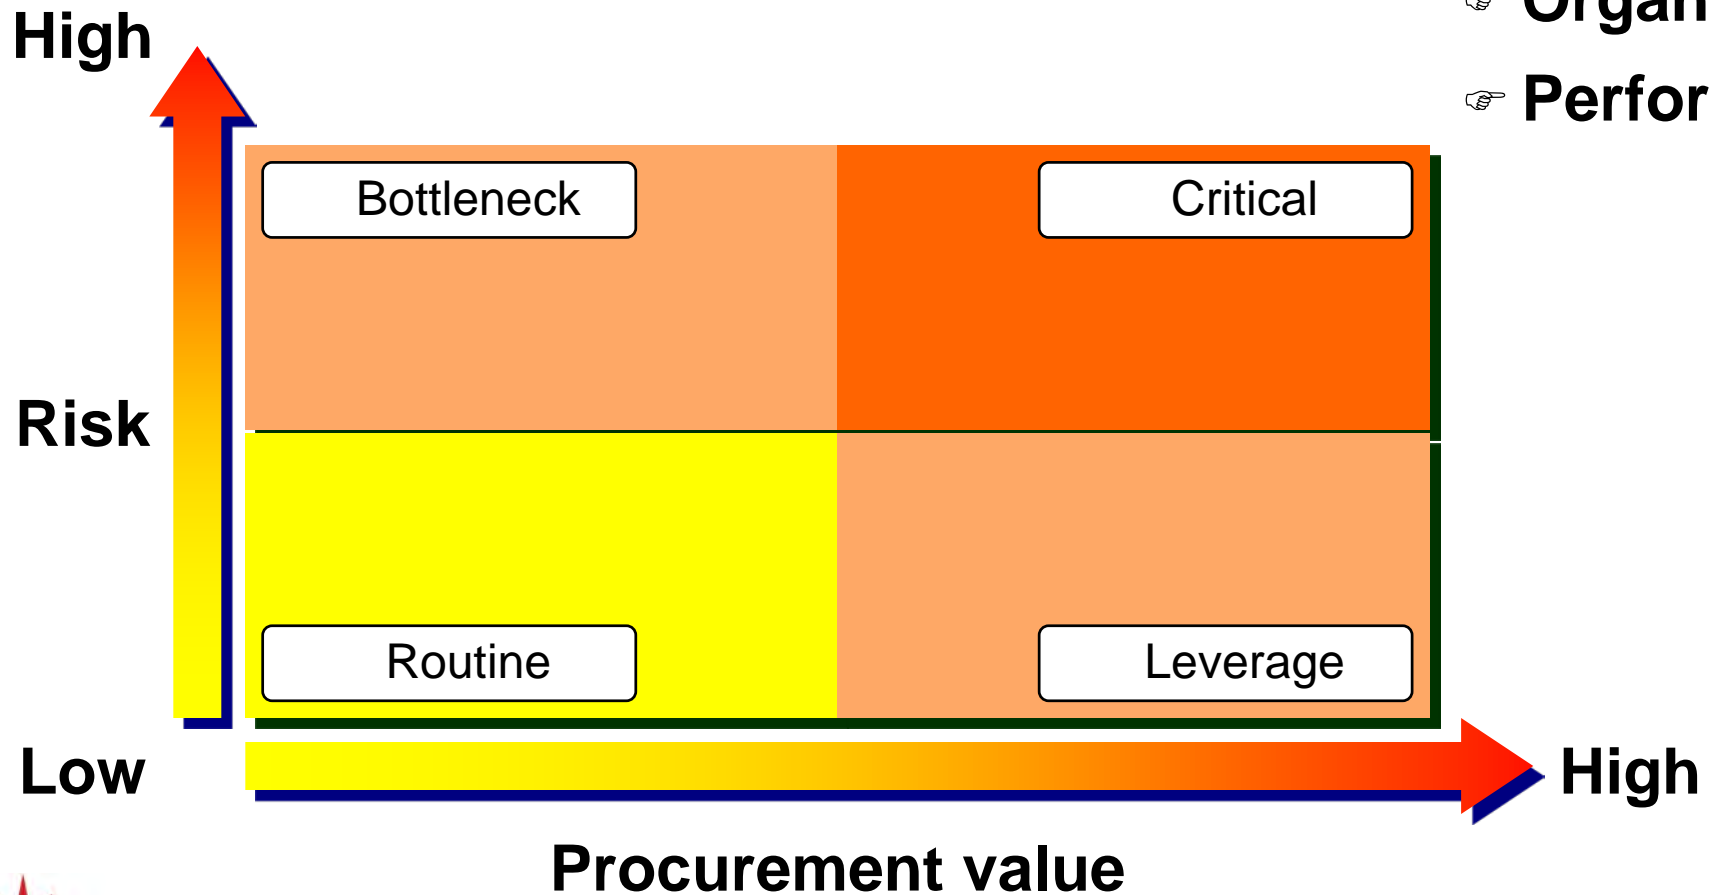 High
Perfor
Bottleneck
Critical
Risk
Routine
Leverage
Low
High
Procurement value